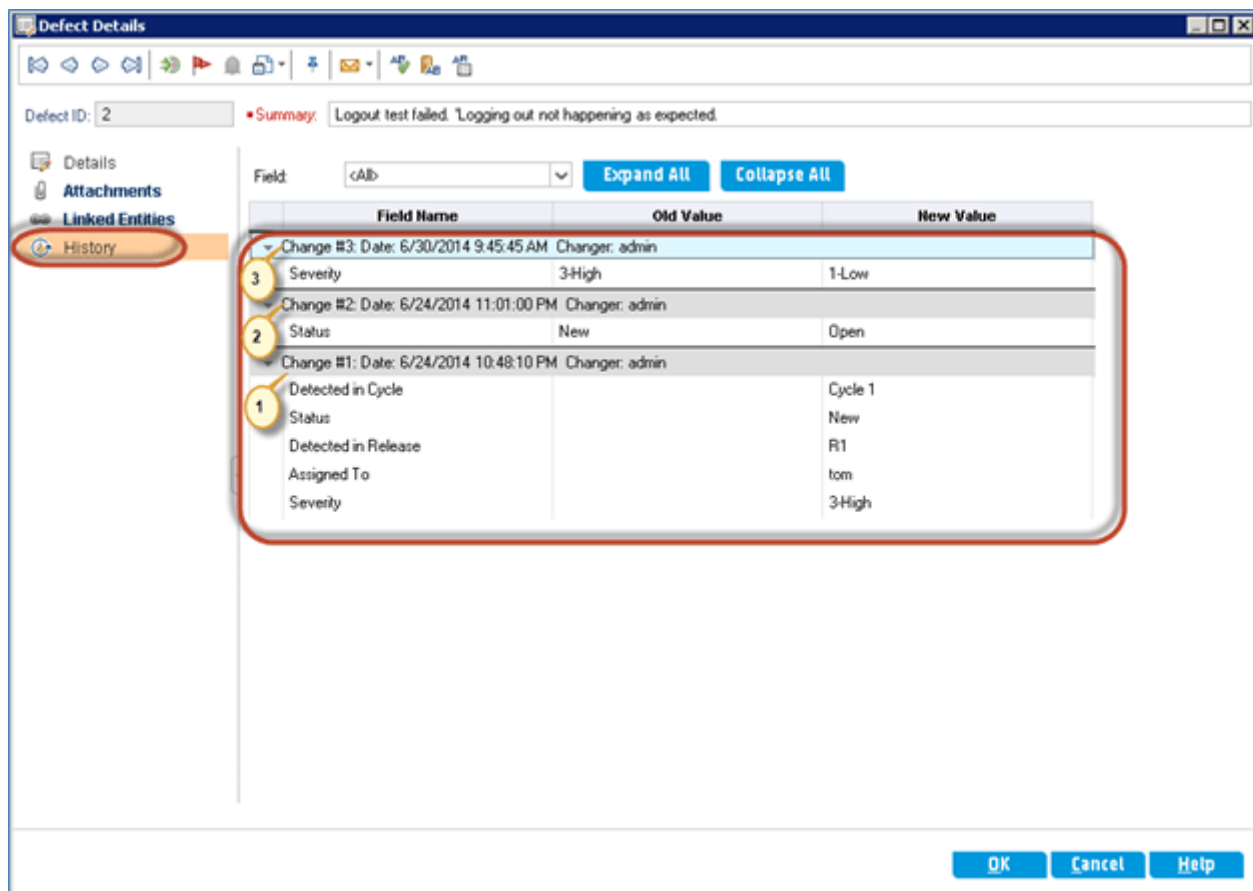 Defect Details
Defect ID: 2 *Summary: Logout test failed. 'Logging out not happening as expected.
Details
Attachments
Linked Entities
History
Field: <All> Expand All Collapse All
Field Name Old Value New Value
Change #3: Date: 6/30/2014 9:45:45 AM Changer: admin
3 Severity 3-High 1-Low
Change #2: Date: 6/24/2014 11:01:00 PM Changer: admin
2 Status New Open
Change #1: Date: 6/24/2014 10:48:10 PM Changer: admin
1 Detected in Cycle Cycle 1
Status New
Detected in Release R1
Assigned To tom
Severity 3-High
OK Cancel Help